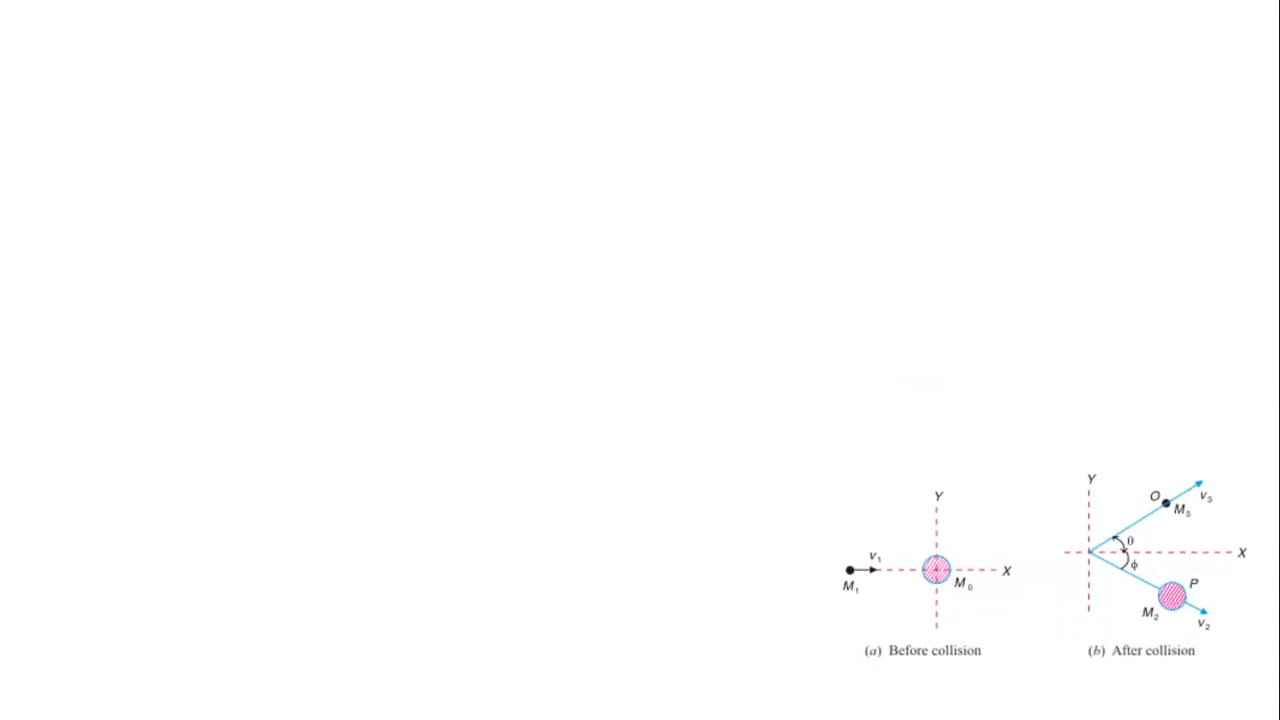 Y
v₁
M₁
M₀
X
(a) Before collision
Y
O
v₃
M₃
θ
X
ϕ
P
M₂
v₂
(b) After collision